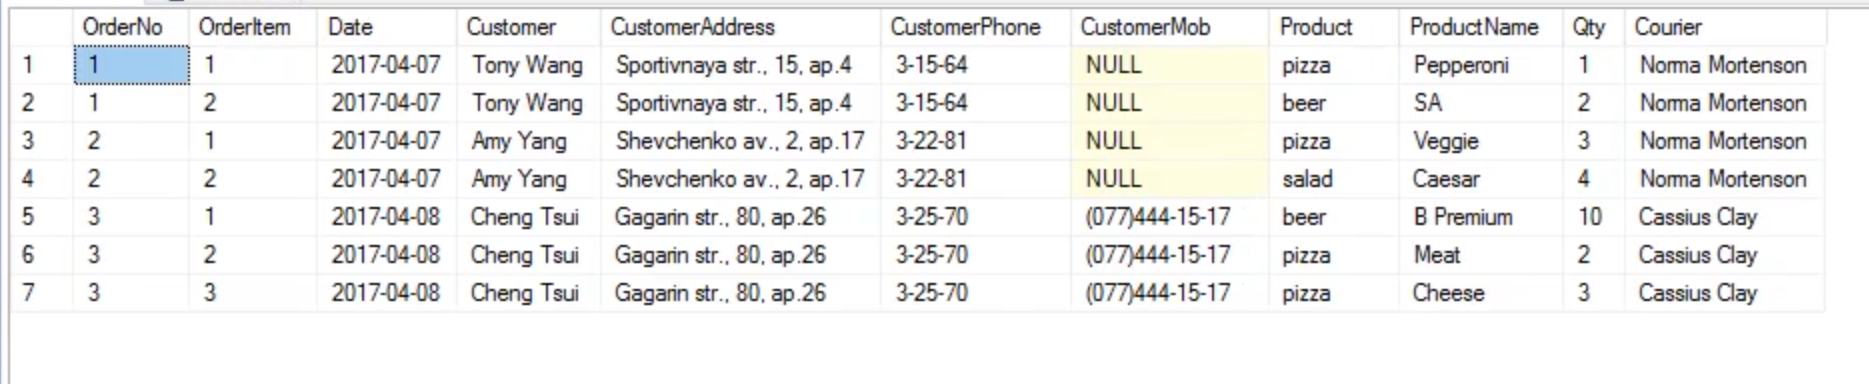 OrderNo OrderItem Date Customer CustomerAddress CustomerPhone CustomerMob Product ProductName Qty Courier
1 1 1 2017-04-07 Tony Wang Sportivnaya str., 15, ap.4 3-15-64 NULL pizza Pepperoni 1 Norma Mortenson
2 1 2 2017-04-07 Tony Wang Sportivnaya str., 15, ap.4 3-15-64 NULL beer SA 2 Norma Mortenson
3 2 1 2017-04-07 Amy Yang Shevchenko av., 2, ap.17 3-22-81 NULL pizza Veggie 3 Norma Mortenson
4 2 2 2017-04-07 Amy Yang Shevchenko av., 2, ap.17 3-22-81 NULL salad Caesar 4 Norma Mortenson
5 3 1 2017-04-08 Cheng Tsui Gagarin str., 80, ap.26 3-25-70 (077)444-15-17 beer B Premium 10 Cassius Clay
6 3 2 2017-04-08 Cheng Tsui Gagarin str., 80, ap.26 3-25-70 (077)444-15-17 pizza Meat 2 Cassius Clay
7 3 3 2017-04-08 Cheng Tsui Gagarin str., 80, ap.26 3-25-70 (077)444-15-17 pizza Cheese 3 Cassius Clay